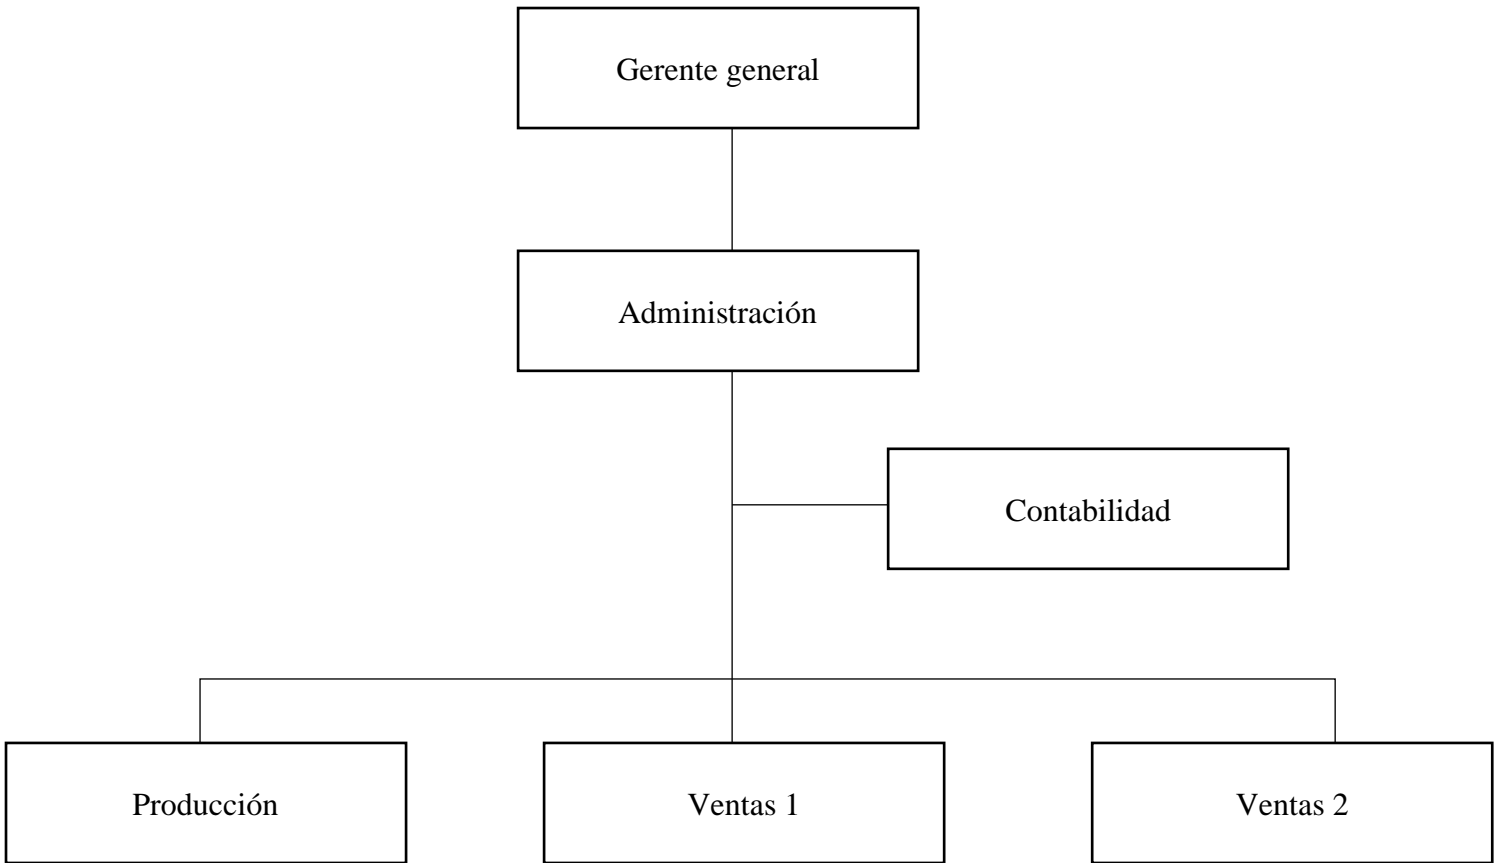 Gerente general
Administración
Contabilidad
Producción
Ventas 1
Ventas 2